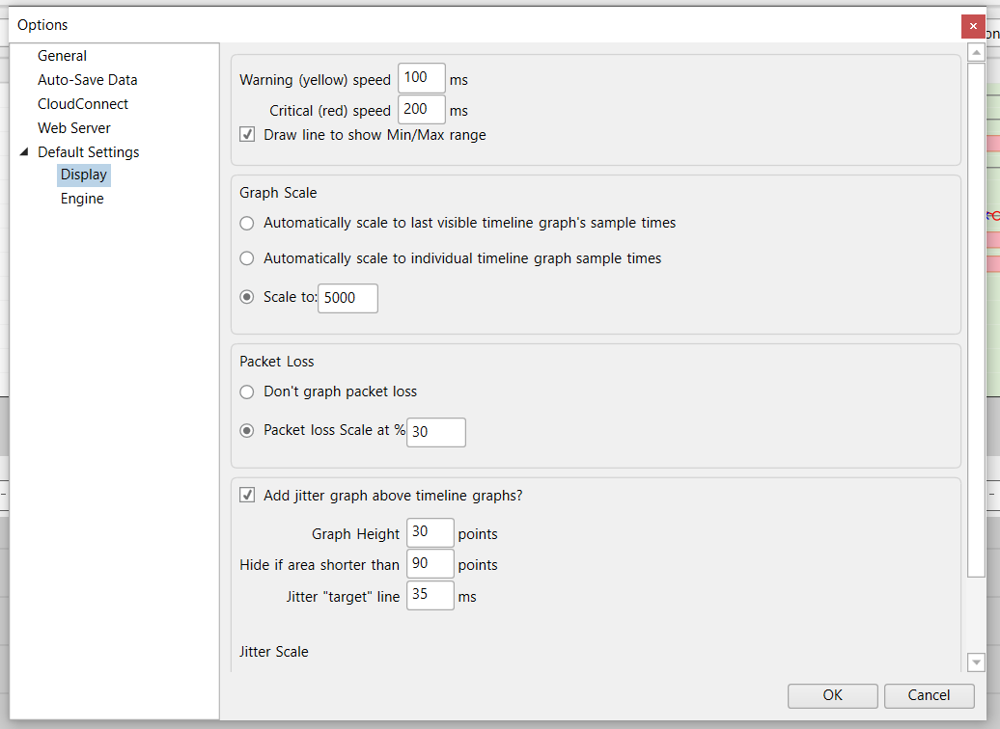 Options
General
Auto-Save Data
CloudConnect
Web Server
Default Settings
Display
Engine
Warning (yellow) speed 100 ms
Critical (red) speed 200 ms
Draw line to show Min/Max range
Graph Scale
Automatically scale to last visible timeline graph's sample times
Automatically scale to individual timeline graph sample times
Scale to: 5000
Packet Loss
Don't graph packet loss
Packet loss Scale at % 30
Add jitter graph above timeline graphs?
Graph Height 30 points
Hide if area shorter than 90 points
Jitter "target" line 35 ms
Jitter Scale
OK Cancel